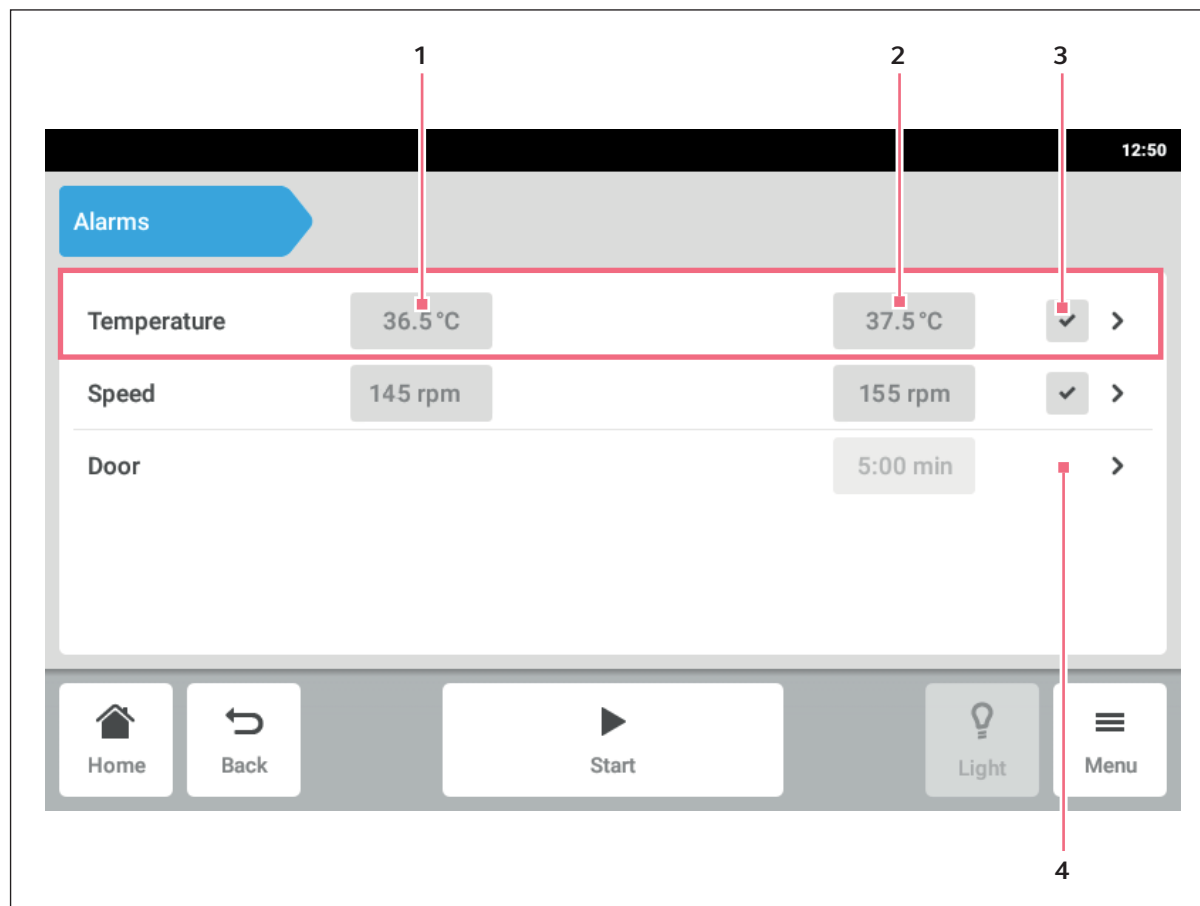 1 2 3
12:50
Alarms
Temperature 36.5°C 37.5°C
Speed 145 rpm 155 rpm
Door 5:00 min
Home Back Start Light Menu
4